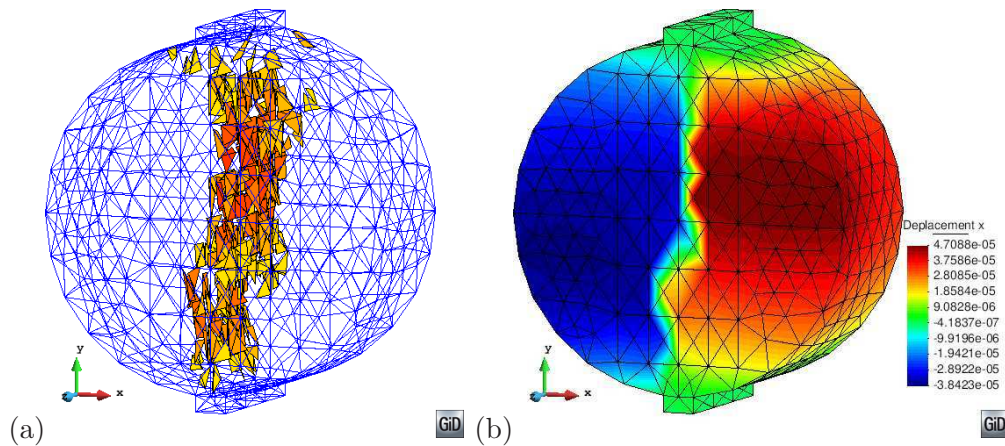 y
x
(a)
GiD
y
x
(b)
GiD
Deplacement x
4.7088e-05
3.7586e-05
2.8085e-05
1.8584e-05
9.0828e-06
-4.1837e-07
-9.9196e-06
-1.9421e-05
-2.8922e-05
-3.8423e-05